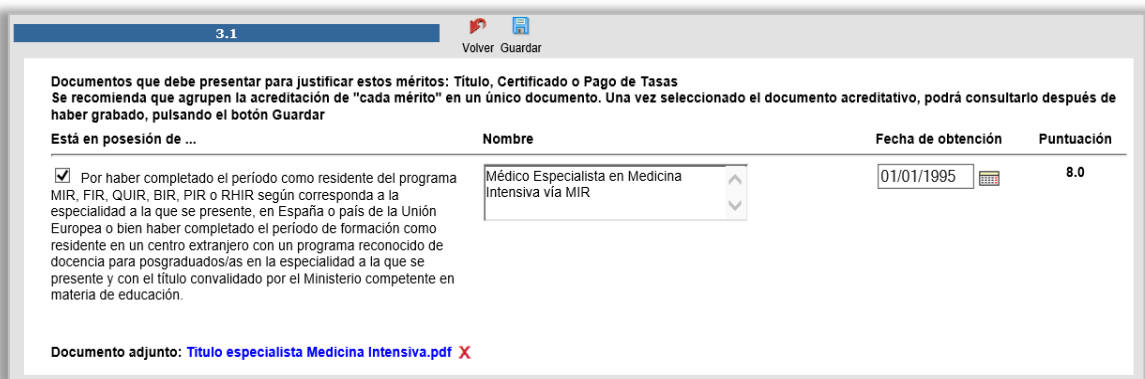 3.1
Volver Guardar
Documentos que debe presentar para justificar estos méritos: Título, Certificado o Pago de Tasas
Se recomienda que agrupen la acreditación de "cada mérito" en un único documento. Una vez seleccionado el documento acreditativo, podrá consultarlo después de
haber grabado, pulsando el botón Guardar
Está en posesión de ... Nombre Fecha de obtención Puntuación
Por haber completado el período como residente del programa
MIR, FIR, QUIR, BIR, PIR o RHIR según corresponda a la
especialidad a la que se presente, en España o país de la Unión
Europea o bien haber completado el período de formación como
residente en un centro extranjero con un programa reconocido de
docencia para posgraduados/as en la especialidad a la que se
presente y con el título convalidado por el Ministerio competente en
materia de educación.
Médico Especialista en Medicina
Intensiva vía MIR
01/01/1995
8.0
Documento adjunto: Titulo especialista Medicina Intensiva.pdf X